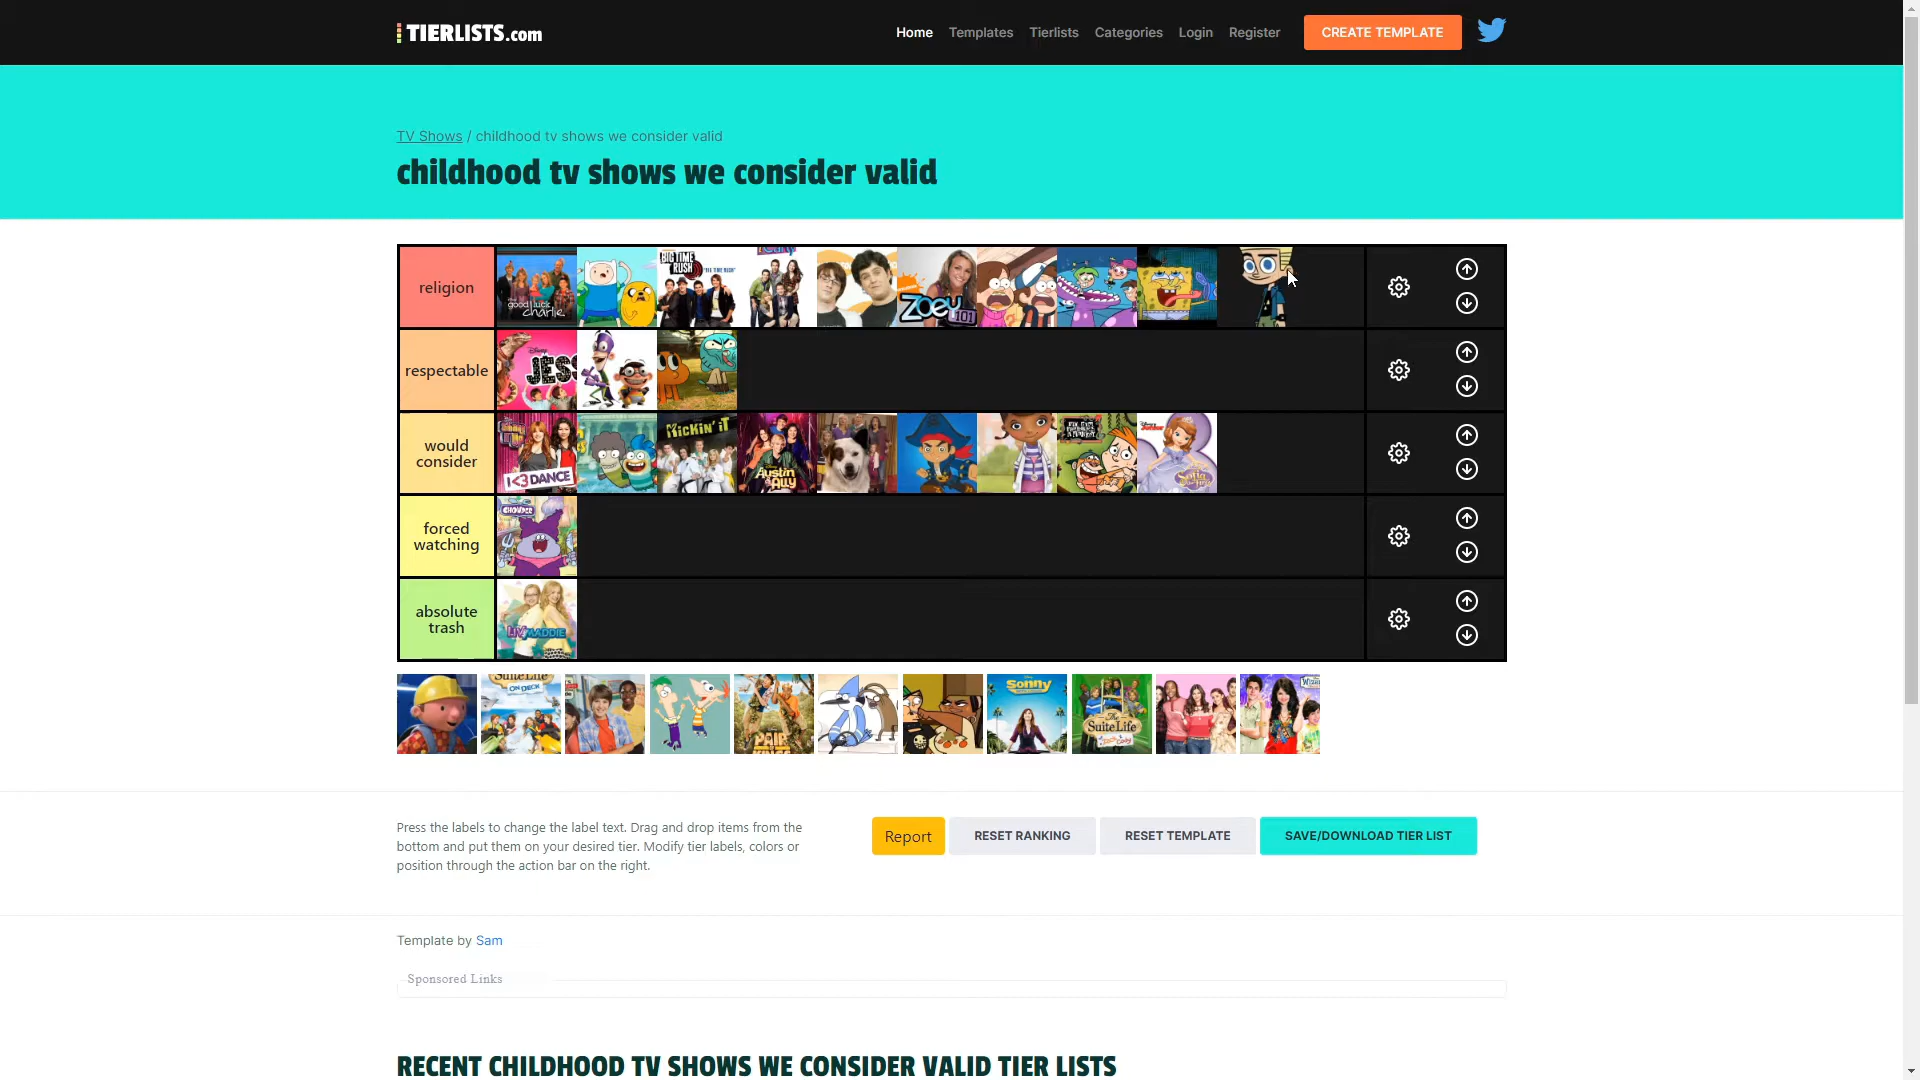 TIERLISTS.com
Home
Templates
Tierlists
Categories
Login
Register
CREATE TEMPLATE
TV Shows / childhood tv shows we consider valid
childhood tv shows we consider valid
religion
good luck charlie
BIG TIME RUSH
ZOEY 101
respectable
JESS
would consider
I <3 DANCE
KICKIN' IT
Austin & Ally
Sofia
forced watching
CHOWDER
absolute trash
LIV MADDIE
SUITE LIFE ON DECK
PAIR KINGS
Sonny
The Suite Life
Press the labels to change the label text. Drag and drop items from the
bottom and put them on your desired tier. Modify tier labels, colors or
position through the action bar on the right.
Report
RESET RANKING
RESET TEMPLATE
SAVE/DOWNLOAD TIER LIST
Template by Sam
Sponsored Links
RECENT CHILDHOOD TV SHOWS WE CONSIDER VALID TIER LISTS